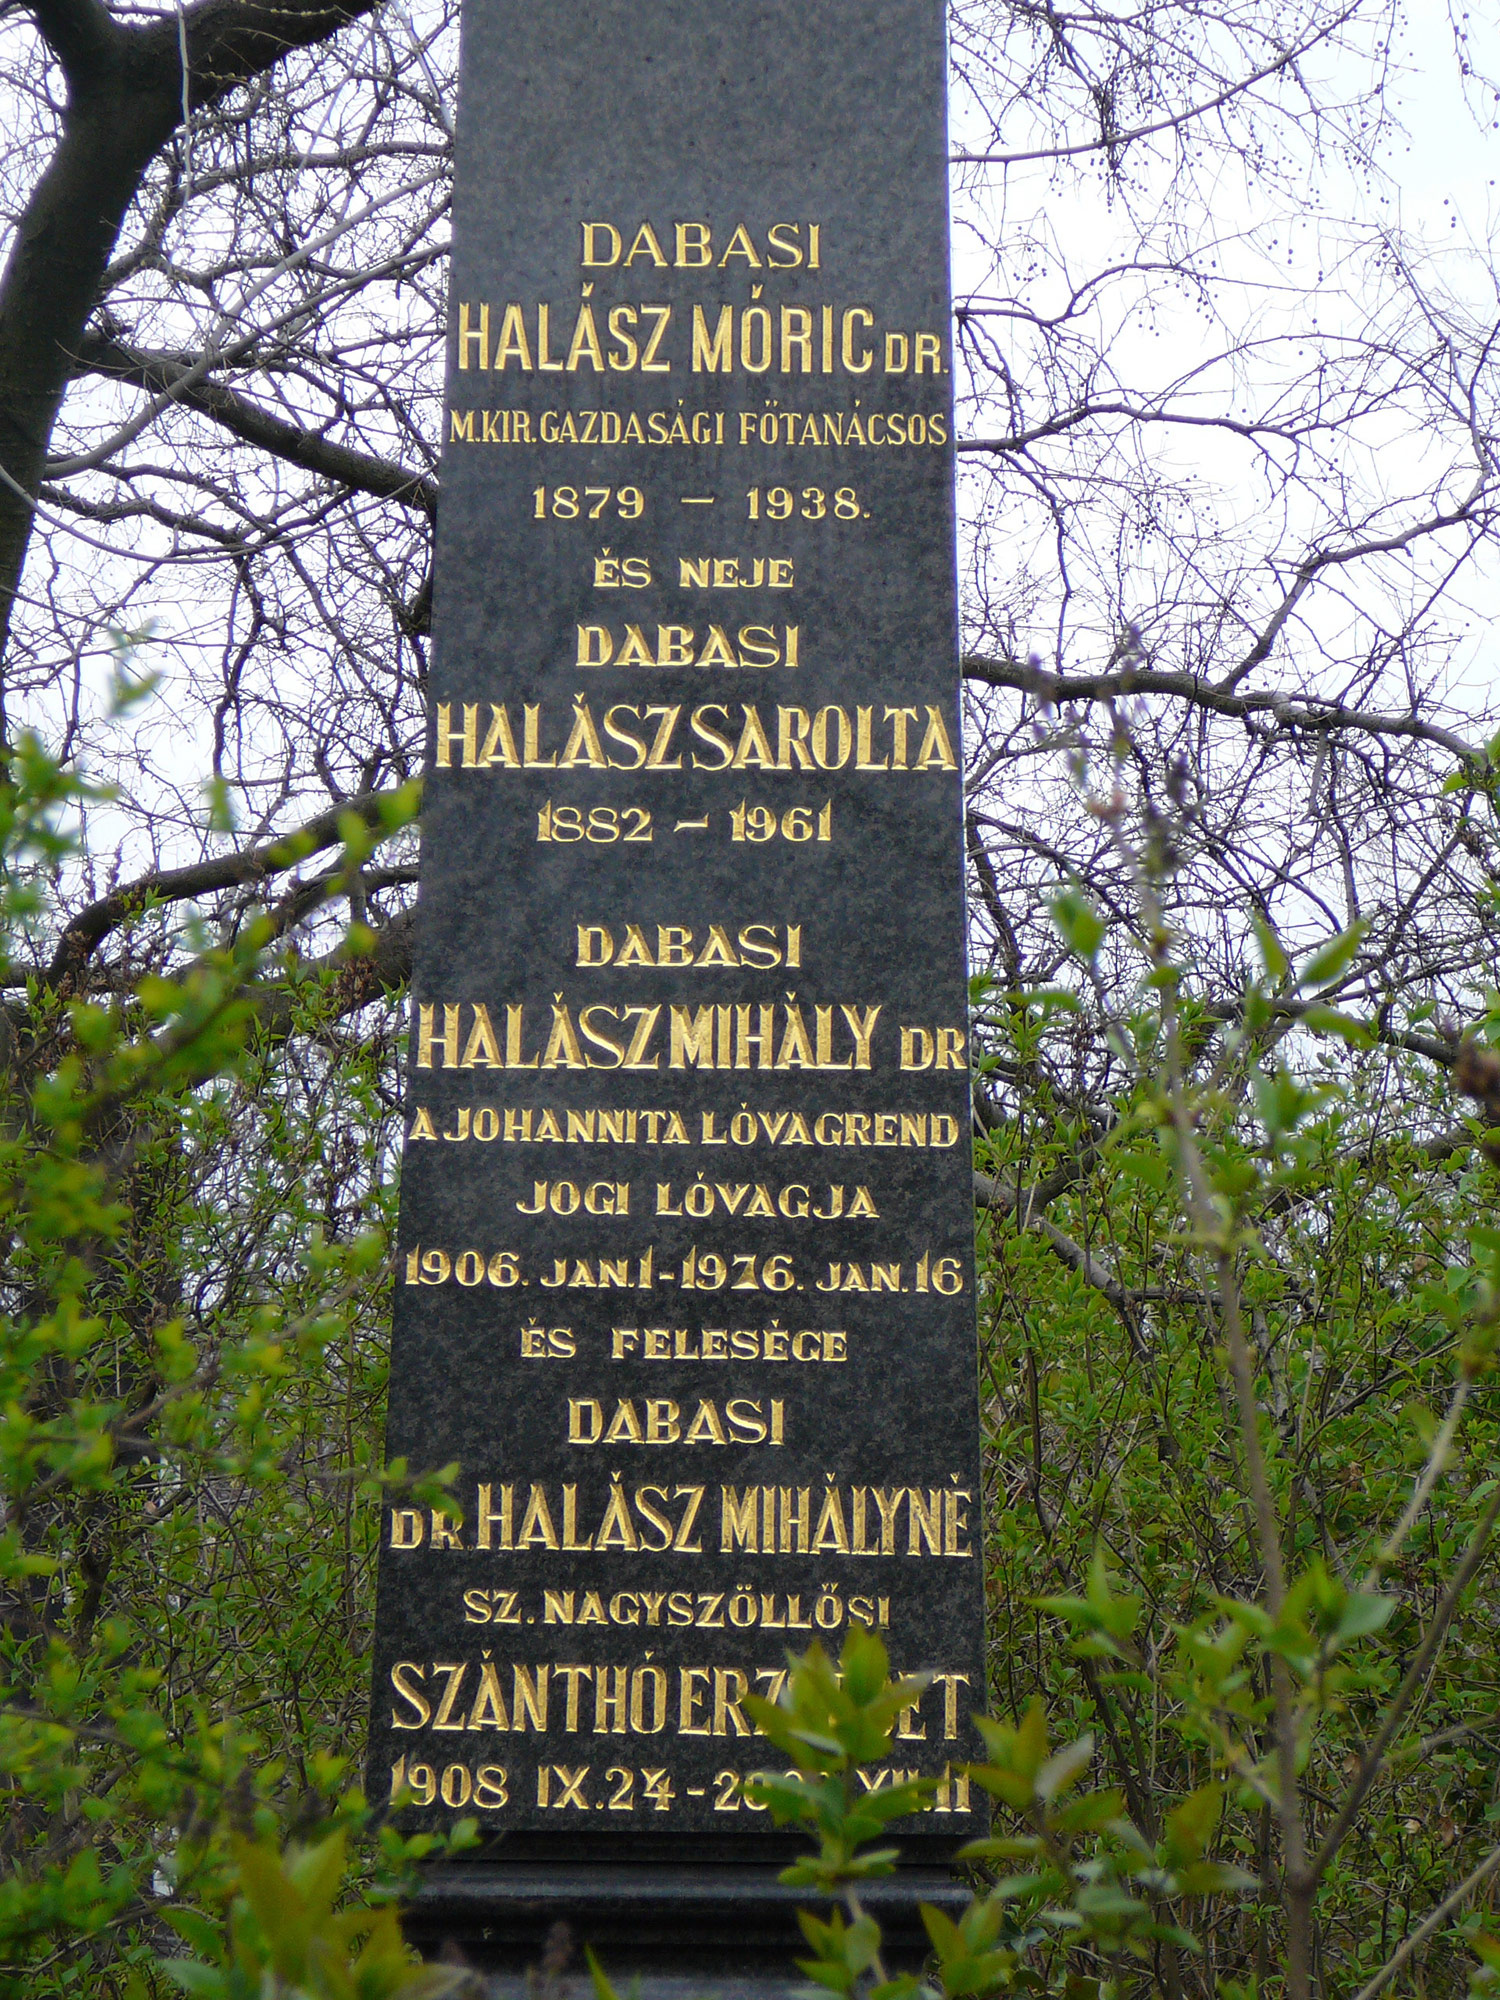 DABASI
HALÁSZ MÓRIC DR.
M.KIR.GAZDASÁGI FŐTANÁCSOS
1879 – 1938.
ÉS NEJE
DABASI
HALÁSZ SAROLTA
1882 – 1961
DABASI
HALÁSZ MIHÁLY DR
A JOHANNITA LÓVAGREND
JOGI LÓVAGJA
1906. JAN.1-1976. JAN.16
ÉS FELESÉGE
DABASI
DR. HALÁSZ MIHÁLYNÉ
SZ. NAGYSZÖLLŐSI
SZÁNTHÓ
1908 IX.24-